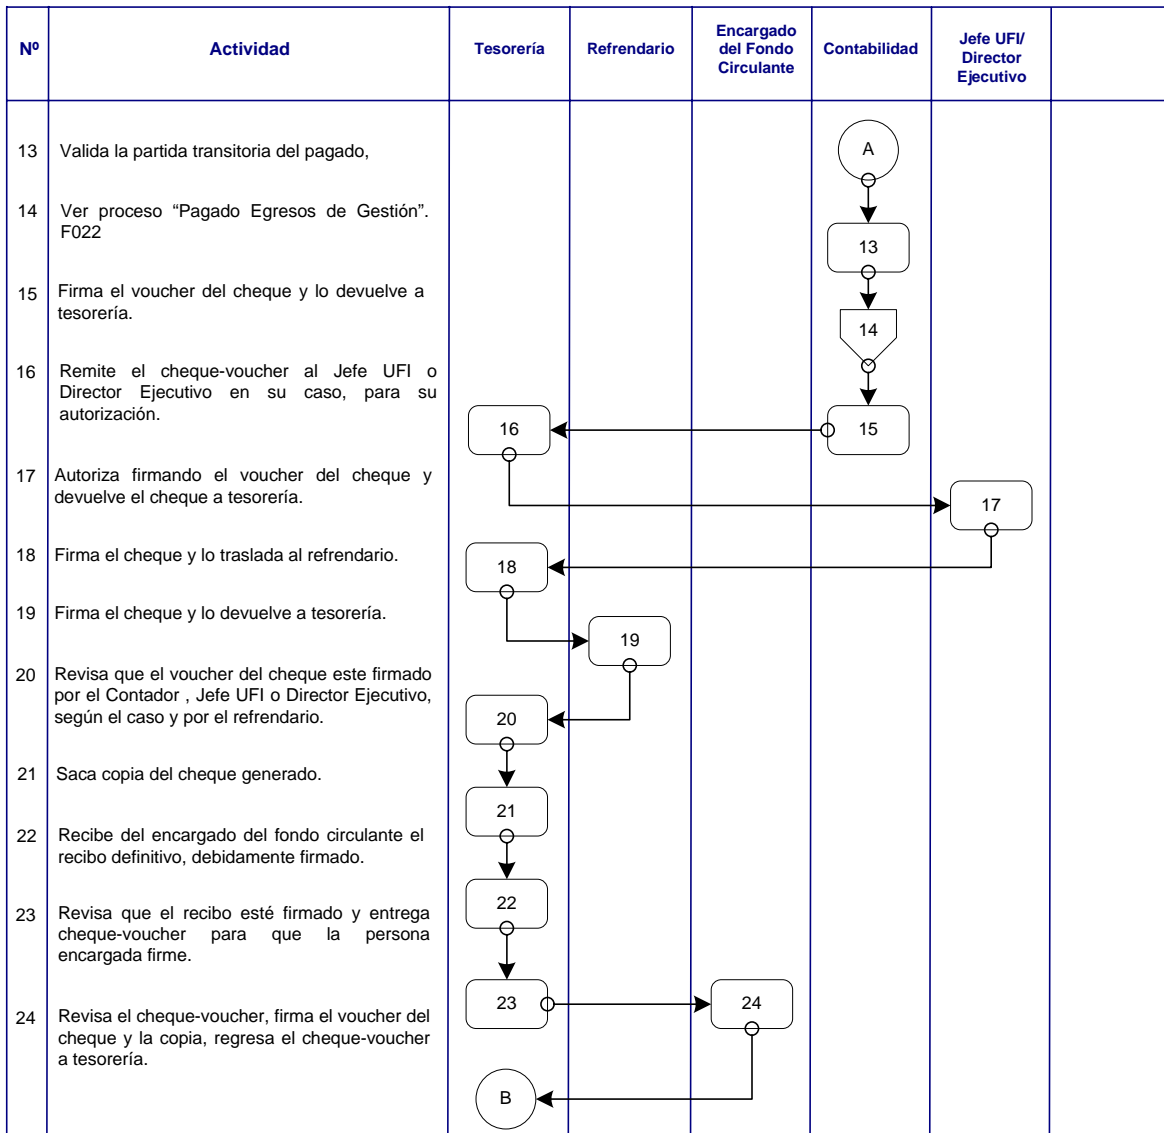 Nº
Actividad
Tesorería
Refrendario
Encargado
del Fondo
Circulante
Contabilidad
Jefe UFI/
Director
Ejecutivo
13
Valida la partida transitoria del pagado,
14
Ver proceso “Pagado Egresos de Gestión”.
F022
15
Firma el voucher del cheque y lo devuelve a
tesorería.
16
Remite el cheque-voucher al Jefe UFI o
Director Ejecutivo en su caso, para su
autorización.
17
Autoriza firmando el voucher del cheque y
devuelve el cheque a tesorería.
18
Firma el cheque y lo traslada al refrendario.
19
Firma el cheque y lo devuelve a tesorería.
20
Revisa que el voucher del cheque este firmado
por el Contador , Jefe UFI o Director Ejecutivo,
según el caso y por el refrendario.
21
Saca copia del cheque generado.
22
Recibe del encargado del fondo circulante el
recibo definitivo, debidamente firmado.
23
Revisa que el recibo esté firmado y entrega
cheque-voucher para que la persona
encargada firme.
24
Revisa el cheque-voucher, firma el voucher del
cheque y la copia, regresa el cheque-voucher
a tesorería.
A
13
14
15
16
17
18
19
20
21
22
23
24
B